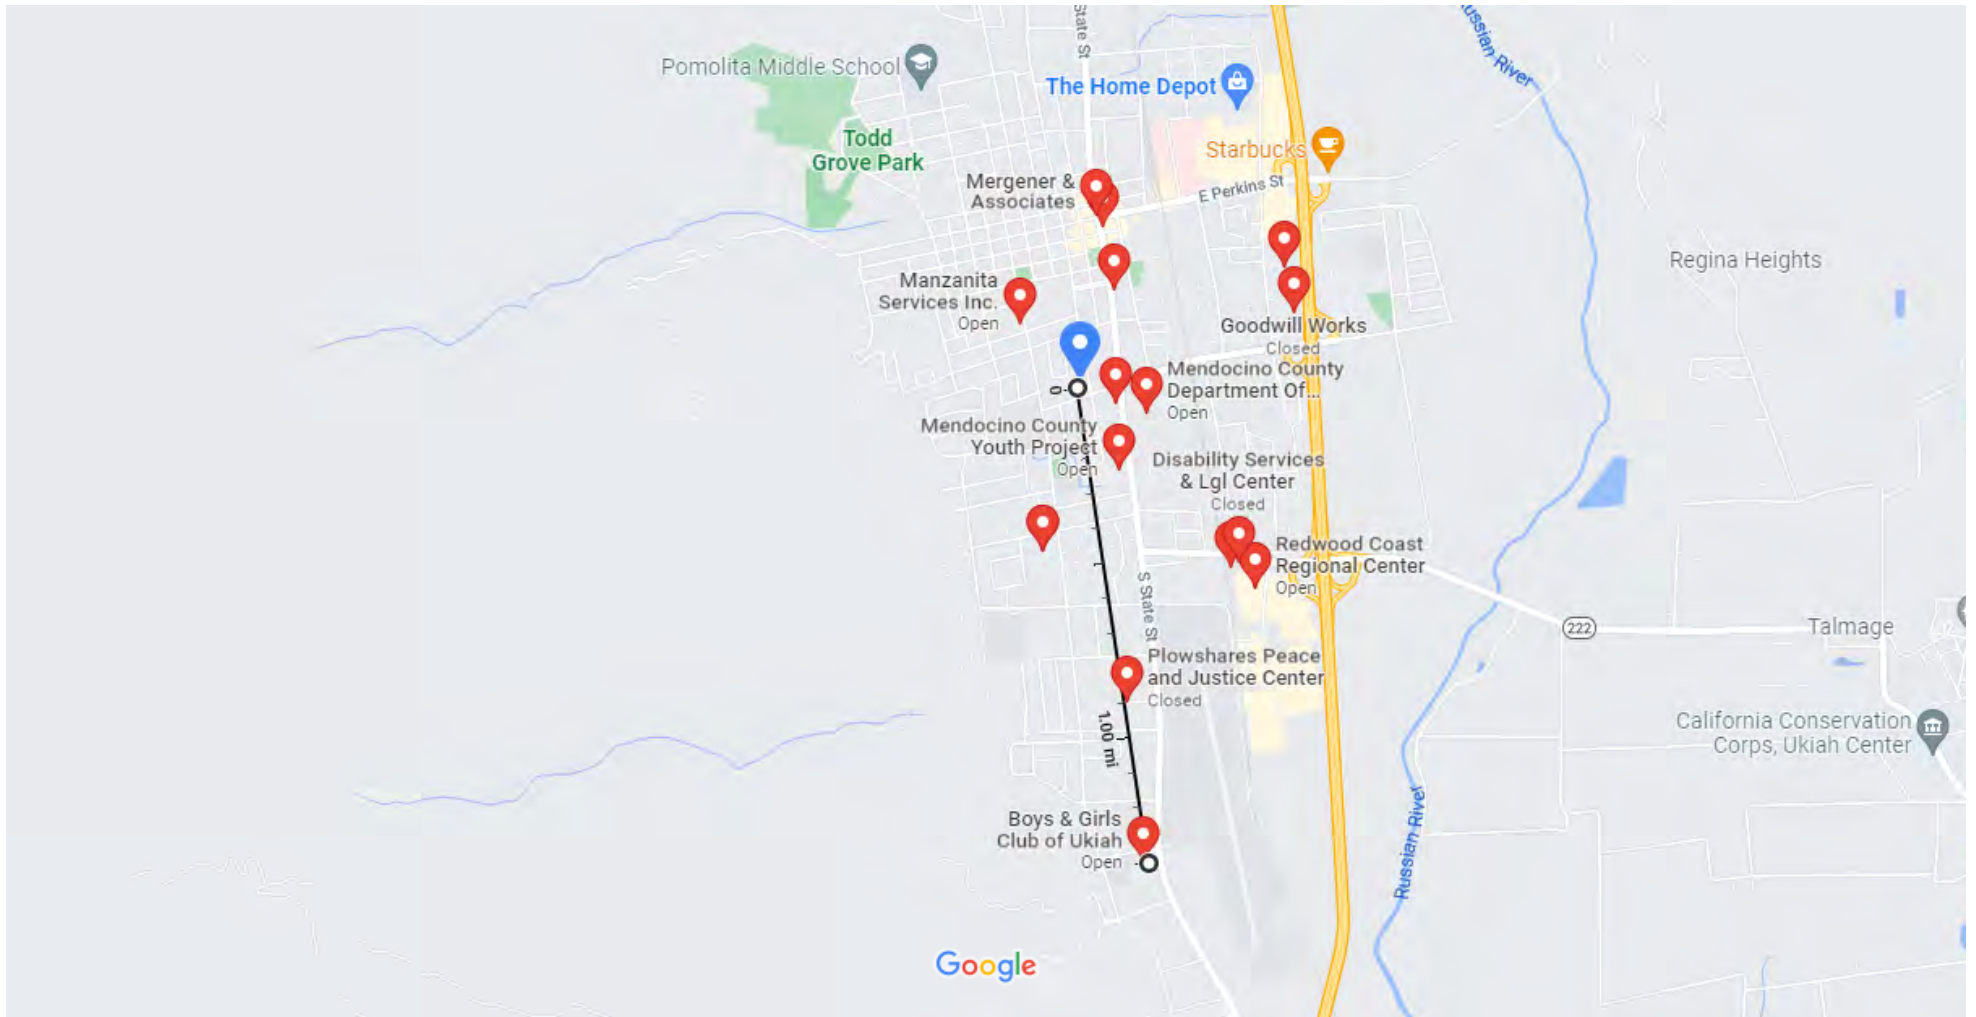 State St
Russian River
Pomolita Middle School
The Home Depot
Todd
Grove Park
Starbucks
Mergener &
Associates
E Perkins St
Regina Heights
Manzanita
Services Inc.
Open
Goodwill Works
Closed
0
Mendocino County
Department Of...
Open
Mendocino County
Youth Project
Open
Disability Services
& Lgl Center
Closed
Redwood Coast
Regional Center
Open
1
S State St
222
Talmage
Plowshares Peace
and Justice Center
Closed
1.00 mi
California Conservation
Corps, Ukiah Center
Russian River
Boys & Girls
Club of Ukiah
Open
Google